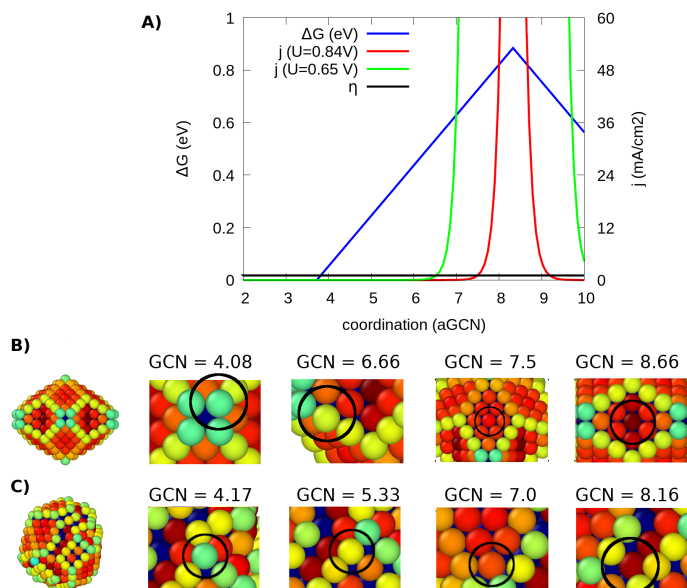 A)
ΔG (eV)
j (U=0.84V)
j (U=0.65 V)
η
1
0.8
0.6
0.4
0.2
0
60
48
36
24
12
0
ΔG (eV)
j (mA/cm2)
2 3 4 5 6 7 8 9 10
coordination (aGCN)
B)
GCN = 4.08 GCN = 6.66 GCN = 7.5 GCN = 8.66
C)
GCN = 4.17 GCN = 5.33 GCN = 7.0 GCN = 8.16